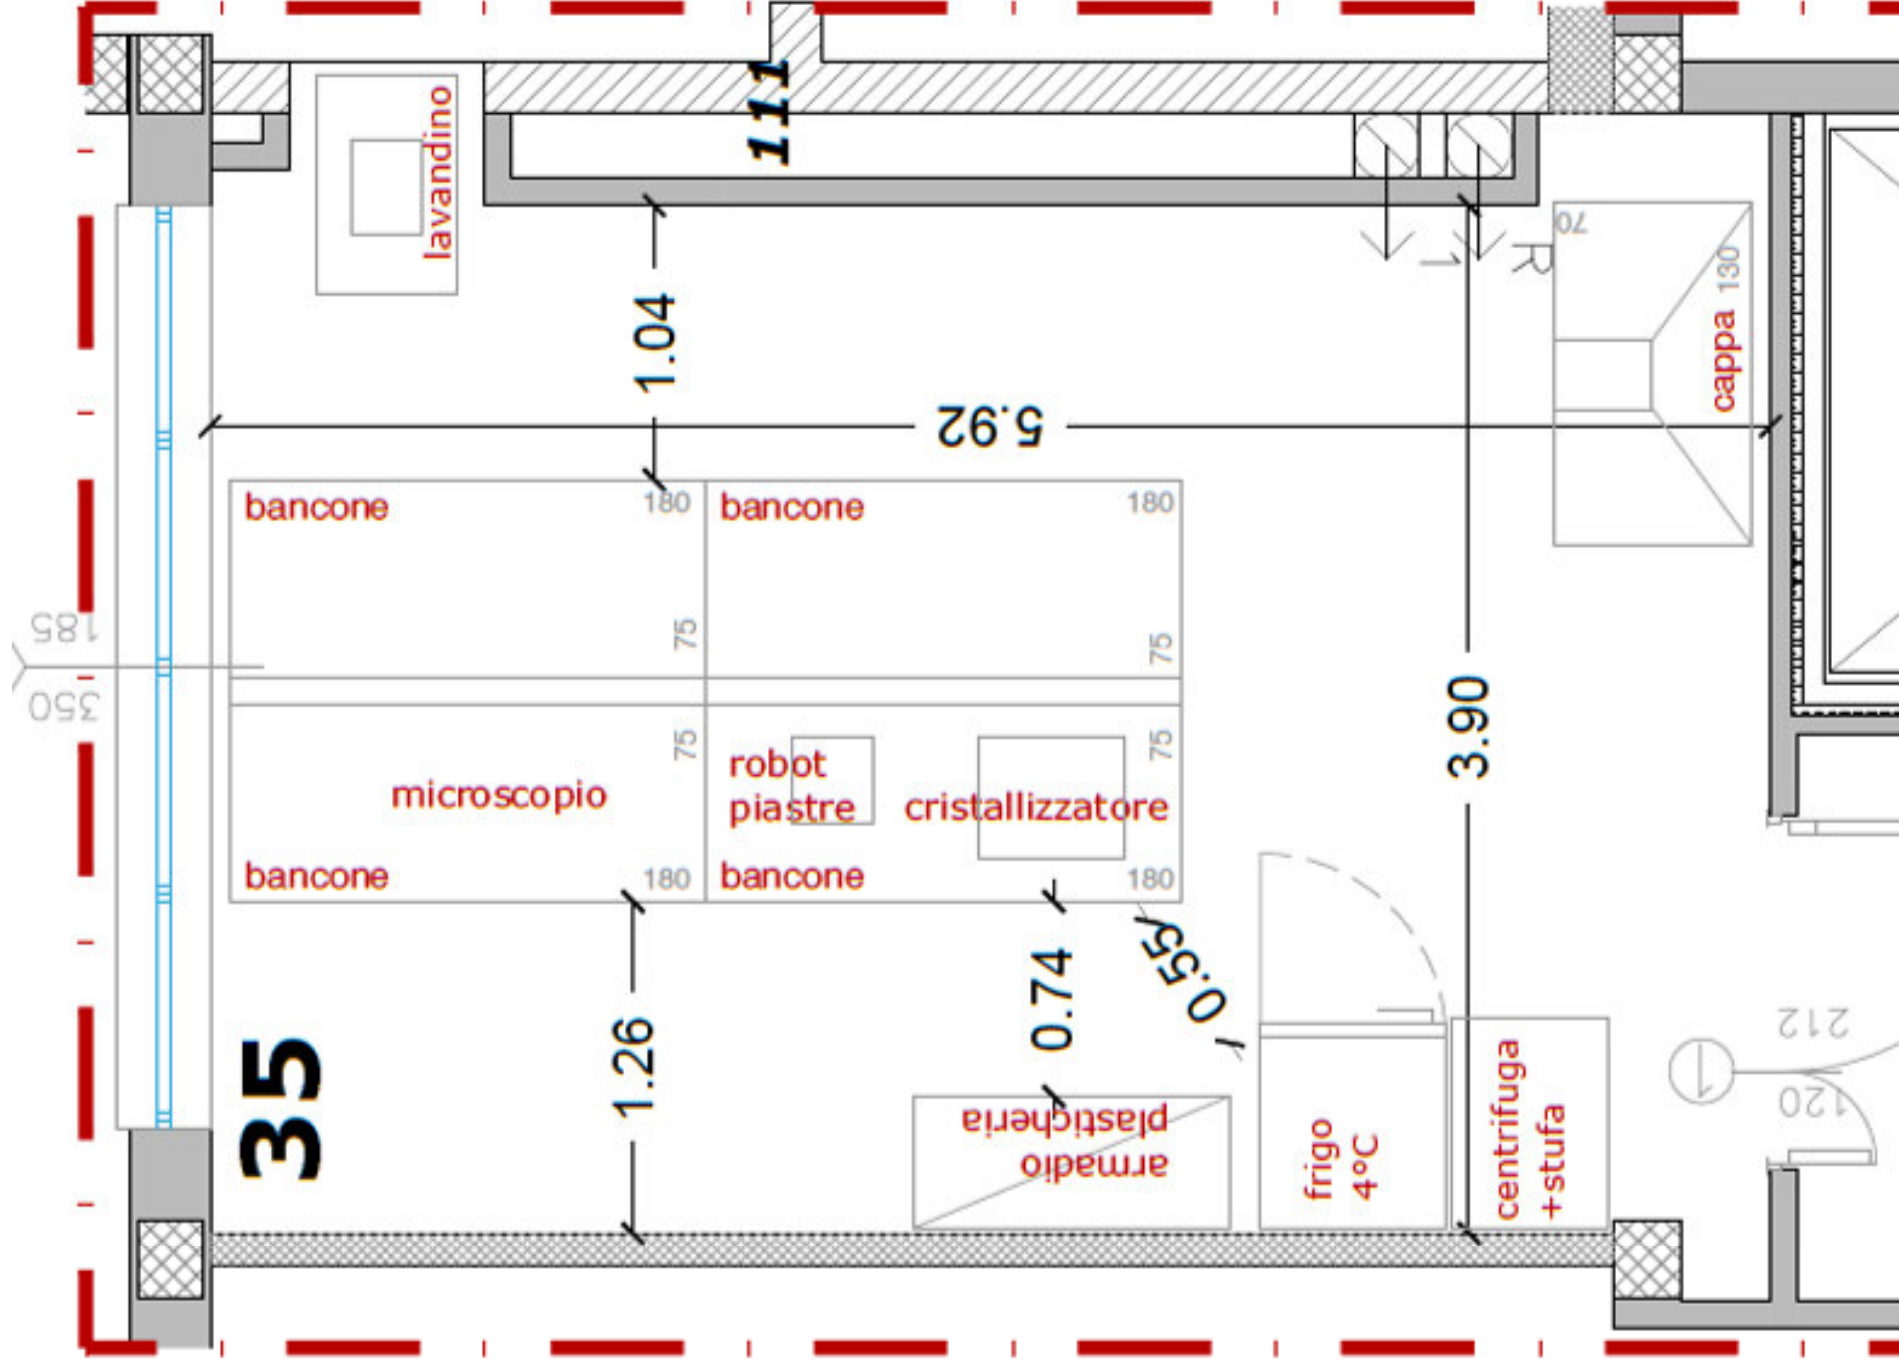 111
lavandino
1.04
5.92
1
R
70
130
cappa
bancone
180
bancone
180
75
75
185
350
75
75
robot
piastre
microscopio
cristallizzatore
bancone
180
bancone
180
3.90
0.55
0.74
1.26
35
armadio
plasticheria
frigo
4°C
centrifuga
+stufa
1
212
120